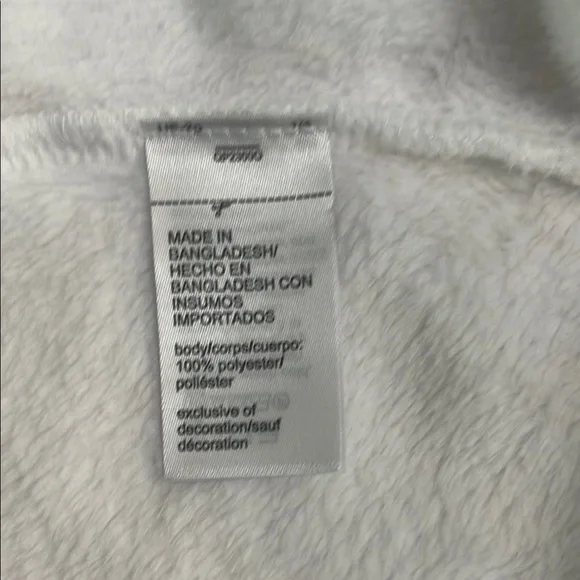 MADE IN
BANGLADESH/
HECHO EN
BANGLADESH CON
INSUMOS
IMPORTADOS
body/corps/cuerpo:
100% polyester/
poliéster
exclusive of
decoration/sauf
décoration